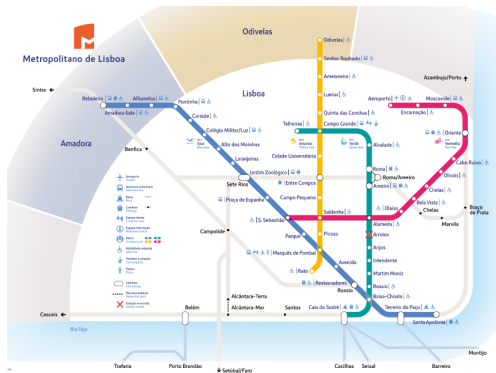 Metropolitano de Lisboa
Odivelas
Odivelas
Senhor Roubado
Ameixoeira
Azambuja/Porto
Sintra
Reboleira
Alfornelos
Pontinha
Lisboa
Lumiar
Aeroporto
Moscavide
Amadora Este
Carnide
Quinta das Conchas
Encarnação
Telheiras
Campo Grande
Colégio Militar/Luz
Oriente
Amadora
Azul
Amarela
Verde
Vermelha
Alto dos Moinhos
Alvalade
Benfica
Cidade Universitária
Laranjeiras
Cabo Ruivo
Jardim Zoológico
Roma
Olivais
Sete Rios
Entre Campos
Roma/Areeiro
Areeiro
Chelas
Praça de Espanha
Campo Pequeno
Bela Vista
Braço
de Prata
S. Sebastião
Saldanha
Olaias
Chelas
Marvila
Alameda
Campolide
Parque
Picoas
Arroios
Anjos
Marquês de Pombal
Avenida
Intendente
Rato
Martim Moniz
Restauradores
Rossio
Rossio
Alcântara-Terra
Baixa-Chiado
Belém
Alcântara-Mar
Santos
Cais do Sodré
Terreiro do Paço
Cascais
Santa Apolónia
Rio Tejo
Montijo
Trafaria
Porto Brandão
Setúbal/Faro
Cacilhas
Seixal
Barreiro